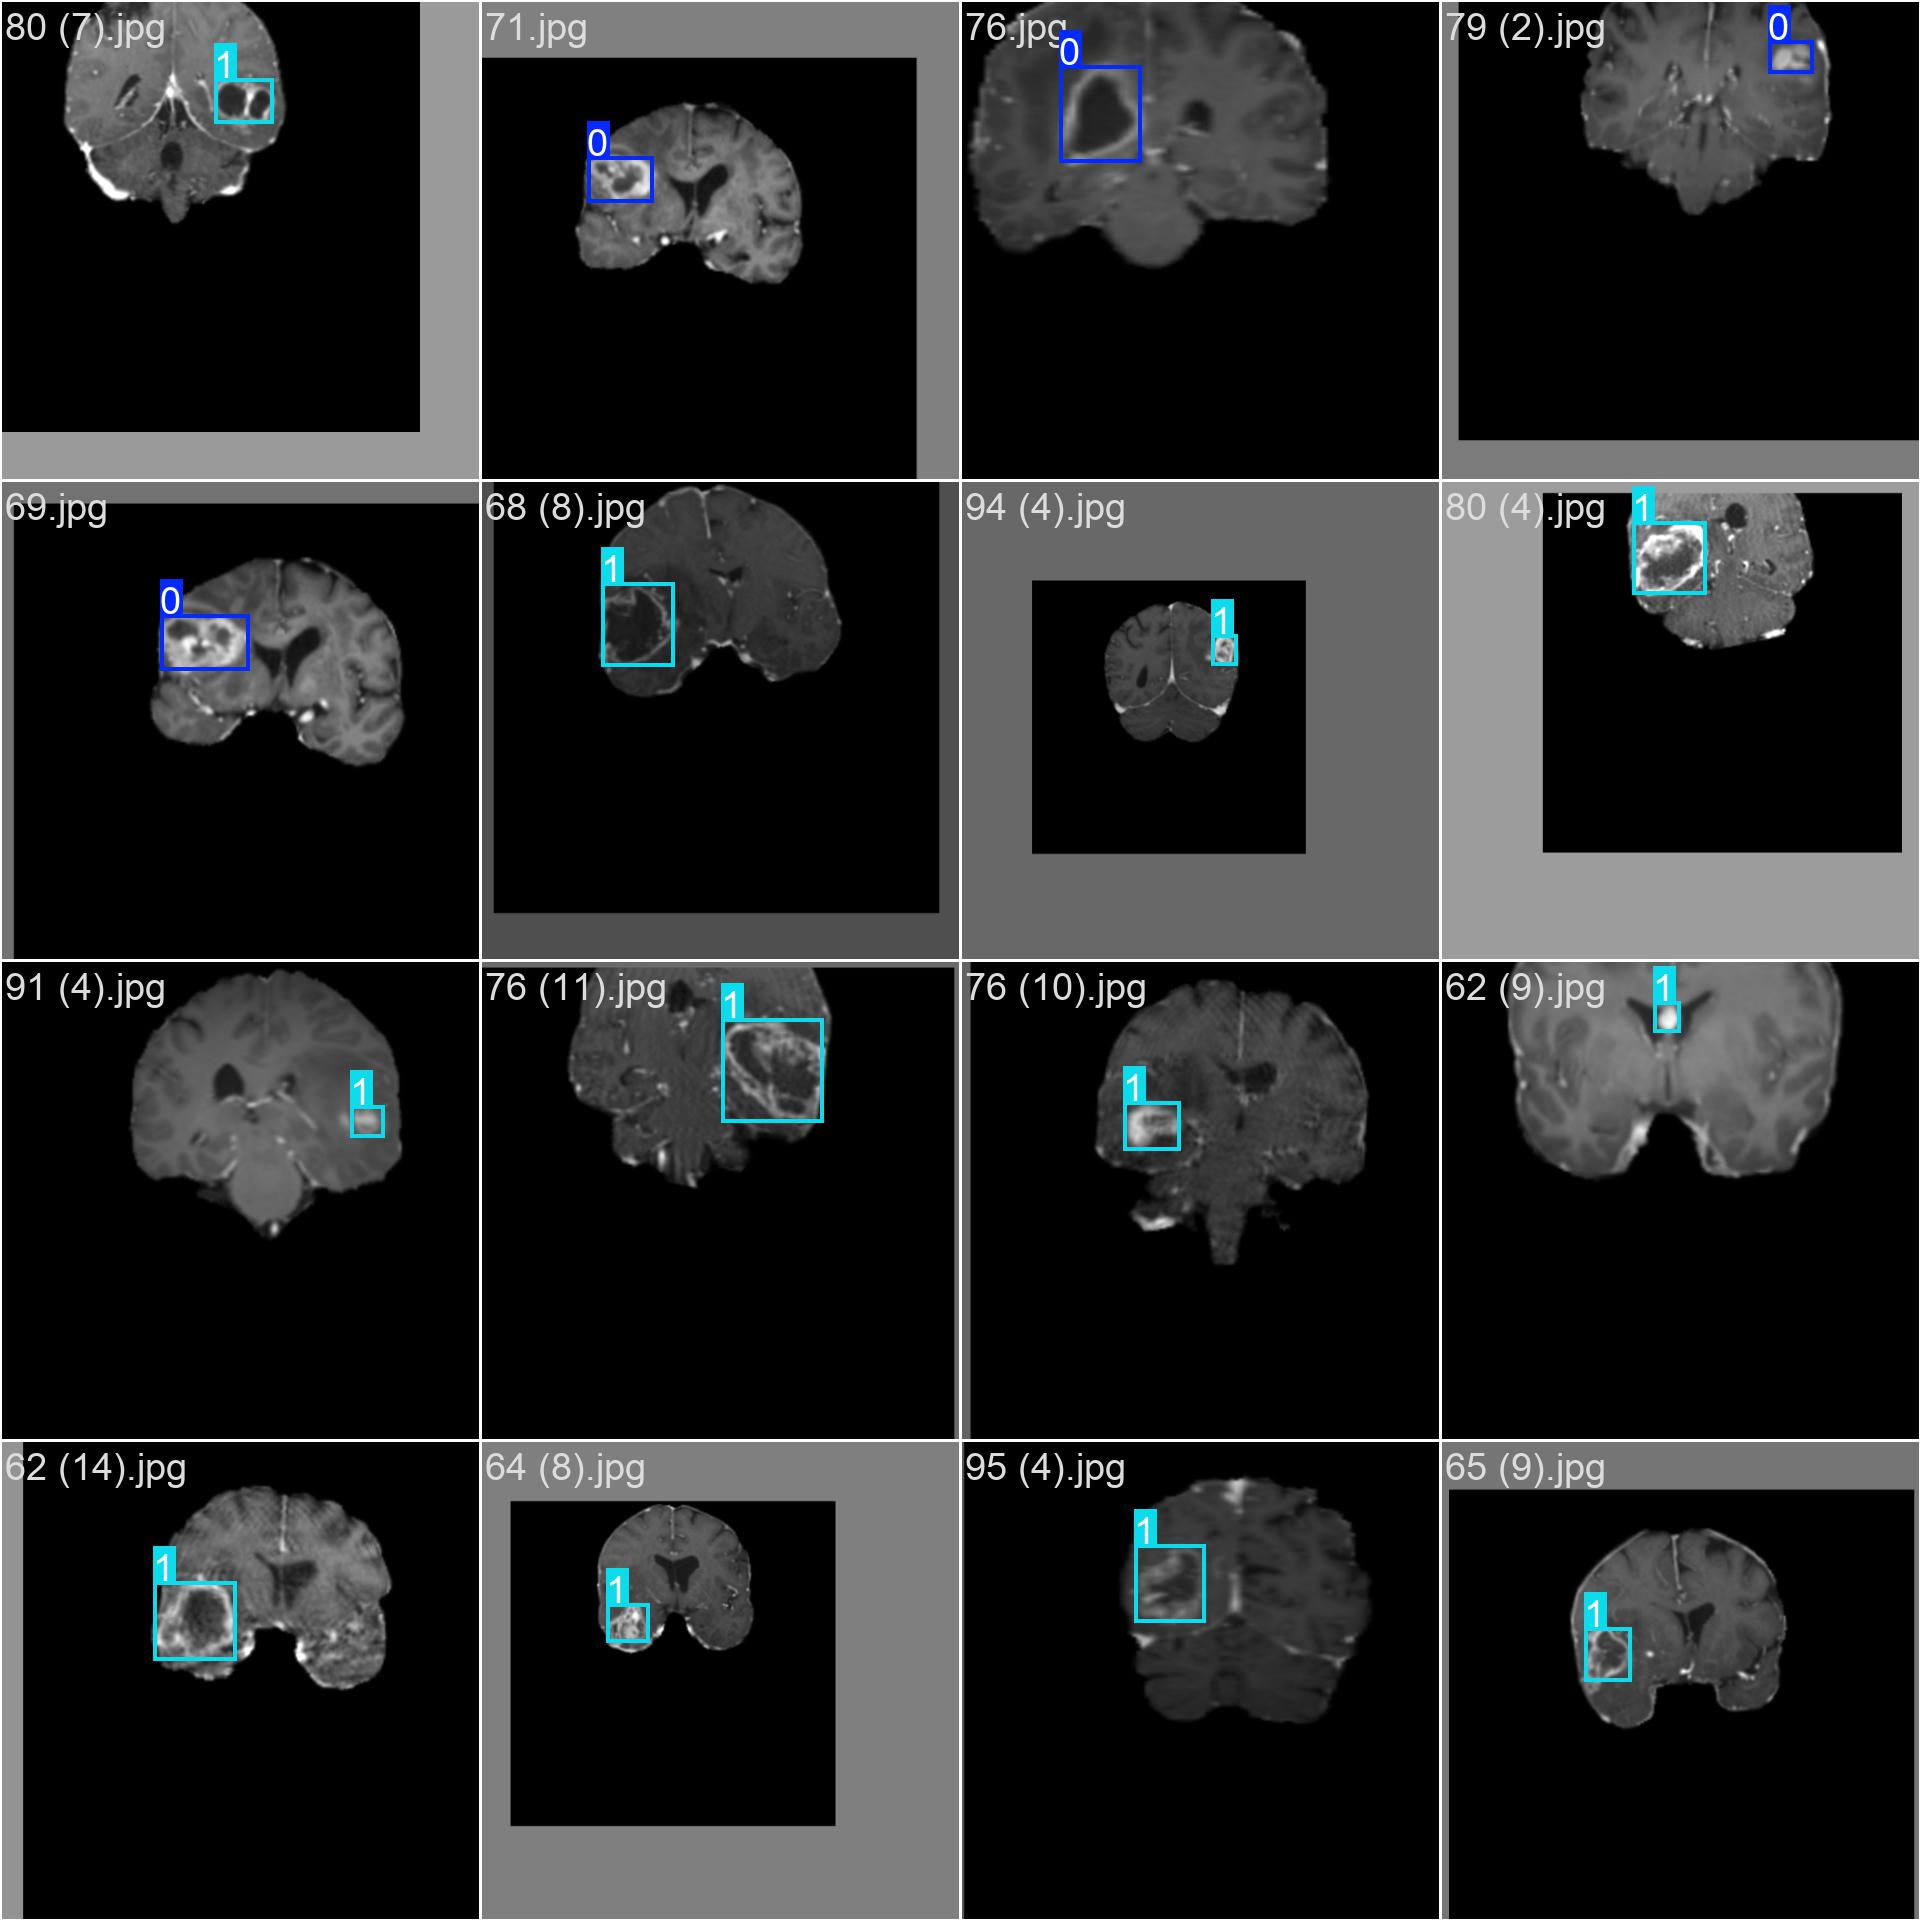 80 (7).jpg
1
71.jpg
0
76.jpg
0
79 (2).jpg
0
69.jpg
0
68 (8).jpg
1
94 (4).jpg
1
80 (4).jpg
1
91 (4).jpg
1
76 (11).jpg
1
76 (10).jpg
1
62 (9).jpg
1
62 (14).jpg
1
64 (8).jpg
1
95 (4).jpg
1
65 (9).jpg
1